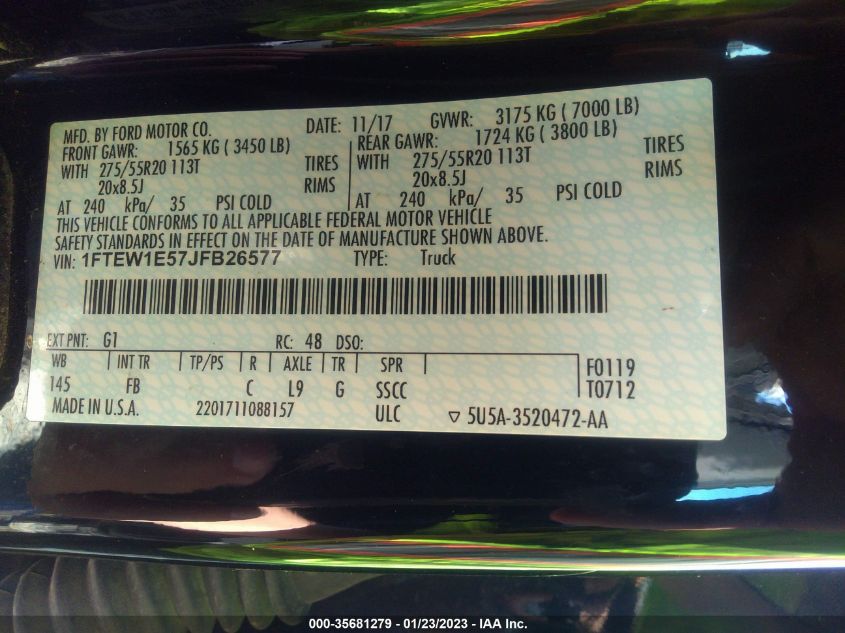 MFD. BY FORD MOTOR CO. DATE: 11/17 GVWR: 3175 KG ( 7000 LB)
FRONT GAWR: 1565 KG ( 3450 LB) REAR GAWR: 1724 KG ( 3800 LB)
WITH 275/55R20 113T TIRES WITH 275/55R20 113T TIRES
20x8.5J RIMS 20x8.5J RIMS
AT 240 kPa/ 35 PSI COLD AT 240 kPa/ 35 PSI COLD
THIS VEHICLE CONFORMS TO ALL APPLICABLE FEDERAL MOTOR VEHICLE
SAFETY STANDARDS IN EFFECT ON THE DATE OF MANUFACTURE SHOWN ABOVE.
VIN: 1FTEW1E57JFB26577 TYPE: Truck
EXT PNT: G1 RC: 48 DSO:
WB INT TR TP/PS R AXLE TR SPR F0119
145 FB C L9 G SSCC T0712
MADE IN U.S.A. 2201711088157 ULC ▽ 5U5A-3520472-AA
000-35681279 - 01/23/2023 - IAA Inc.